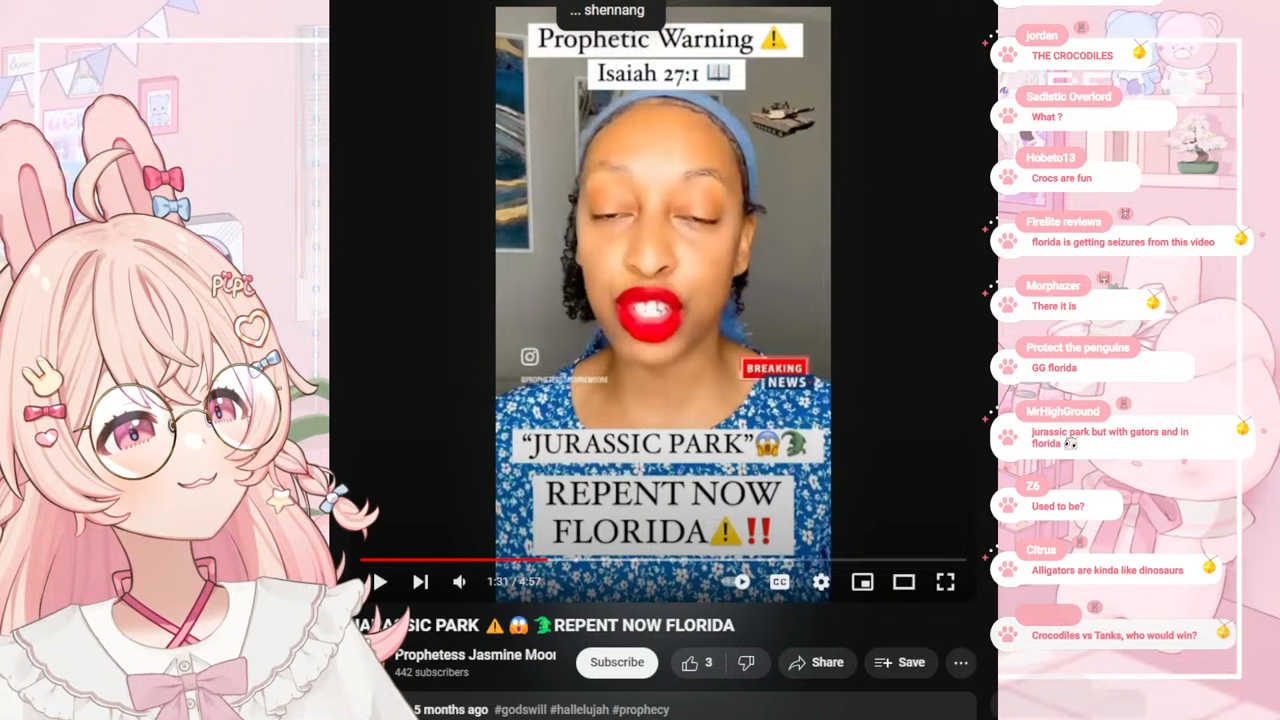 ... shennang
Prophetic Warning ⚠️
Isaiah 27:1 📖
BREAKING
NEWS
"JURASSIC PARK"😱🐊
REPENT NOW
FLORIDA⚠️‼️
1:31 / 4:57
CC
SIC PARK ⚠️ 😱 🐊REPENT NOW FLORIDA
Prophetess Jasmine Moor
442 subscribers
Subscribe
3
Share
Save
5 months ago #godswill #hallelujah #prophecy
pipi
jordan
THE CROCODILES
Sadistic Overlord
What ?
Hobeto13
Crocs are fun
Firelite reviews
florida is getting seizures from this video
Morphazer
There it is
Protect the penguins
GG florida
MrHighGround
jurassic park but with gators and in
florida
Z6
Used to be?
Citrus
Alligators are kinda like dinosaurs
Crocodiles vs Tanks, who would win?